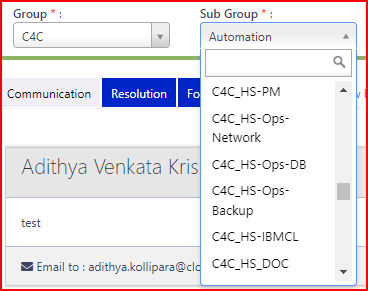 Group * : Sub Group * :
C4C Automation
C4C_HS-PM
Communication Resolution Fo
C4C_HS-Ops-
Network
Adithya Venkata Kris
C4C_HS-Ops-DB
C4C_HS-Ops-
Backup
test
C4C_HS-IBMCL
Email to : adithya.kollipara@clo
C4C_HS_DOC